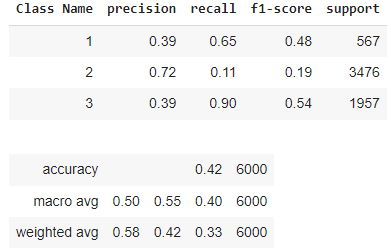 Class Name precision recall f1-score support
1 0.39 0.65 0.48 567
2 0.72 0.11 0.19 3476
3 0.39 0.90 0.54 1957
accuracy 0.42 6000
macro avg 0.50 0.55 0.40 6000
weighted avg 0.58 0.42 0.33 6000